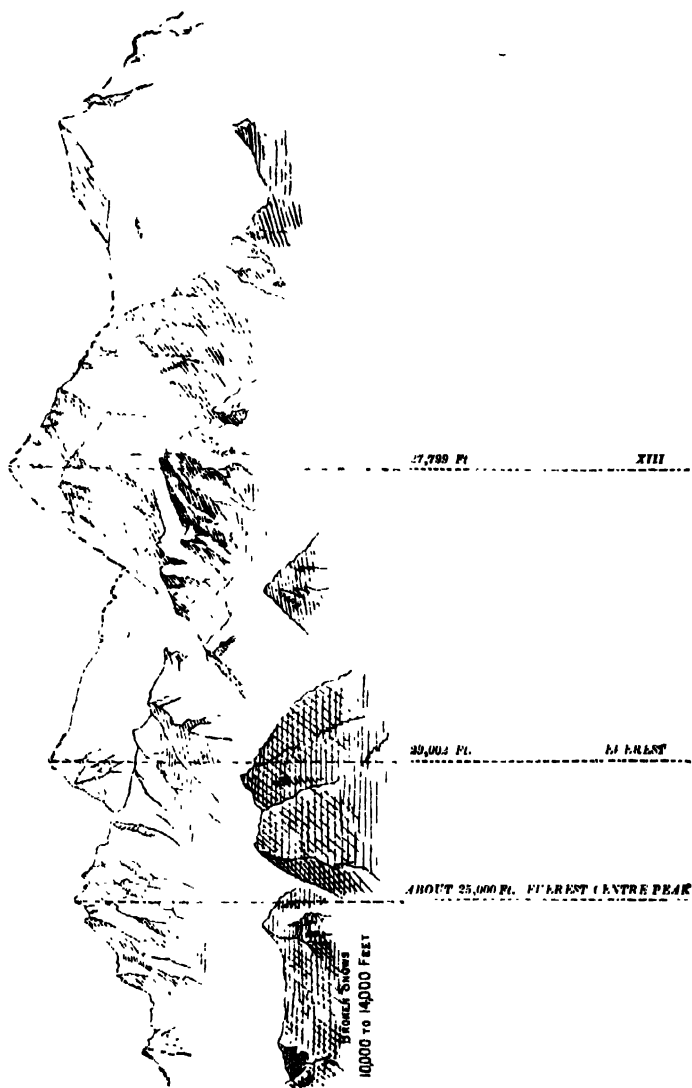 27,799 Ft. XIII
29,002 Ft. EVEREST
ABOUT 25,000 Ft. EVEREST CENTRE PEAK
BROKEN SNOWS
10,000 TO 14,000 FEET